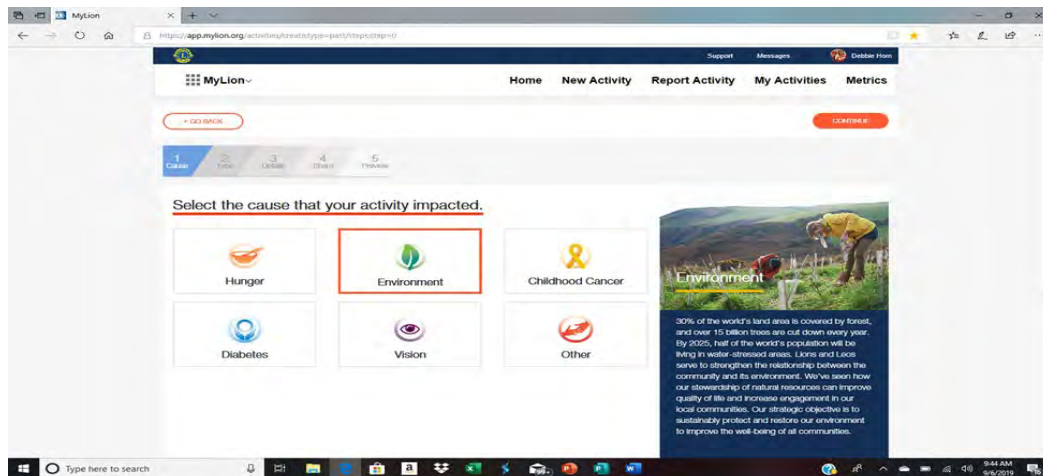 MyLion
https://app.mylion.org/activities/create?type=past/steps;step=0
Support Messages Debbie Horn
MyLion
Home New Activity Report Activity My Activities Metrics
GO BACK
CONTINUE
1 2 3 4 5
Cause Type Details Share Preview
Select the cause that your activity impacted.
Hunger
Environment
Childhood Cancer
Diabetes
Vision
Other
Environment
30% of the world's land area is covered by forest,
and over 15 billion trees are cut down every year.
By 2025, half of the world's population will be
living in water-stressed areas. Lions and Leos
serve to strengthen the relationship between the
community and its environment. We've seen how
our stewardship of natural resources can improve
quality of life and increase engagement in our
local communities. Our strategic objective is to
sustainably protect and restore our environment
to improve the well-being of all communities.
Type here to search
9:44 AM
9/6/2019